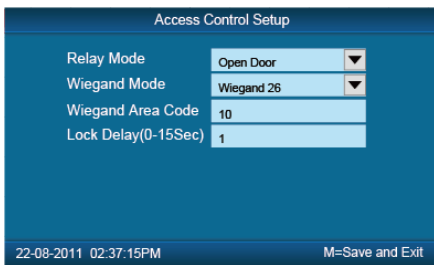 Access Control Setup
Relay Mode Open Door
Wiegand Mode Wiegand 26
Wiegand Area Code 10
Lock Delay(0-15Sec) 1
22-08-2011 02:37:15PM M=Save and Exit